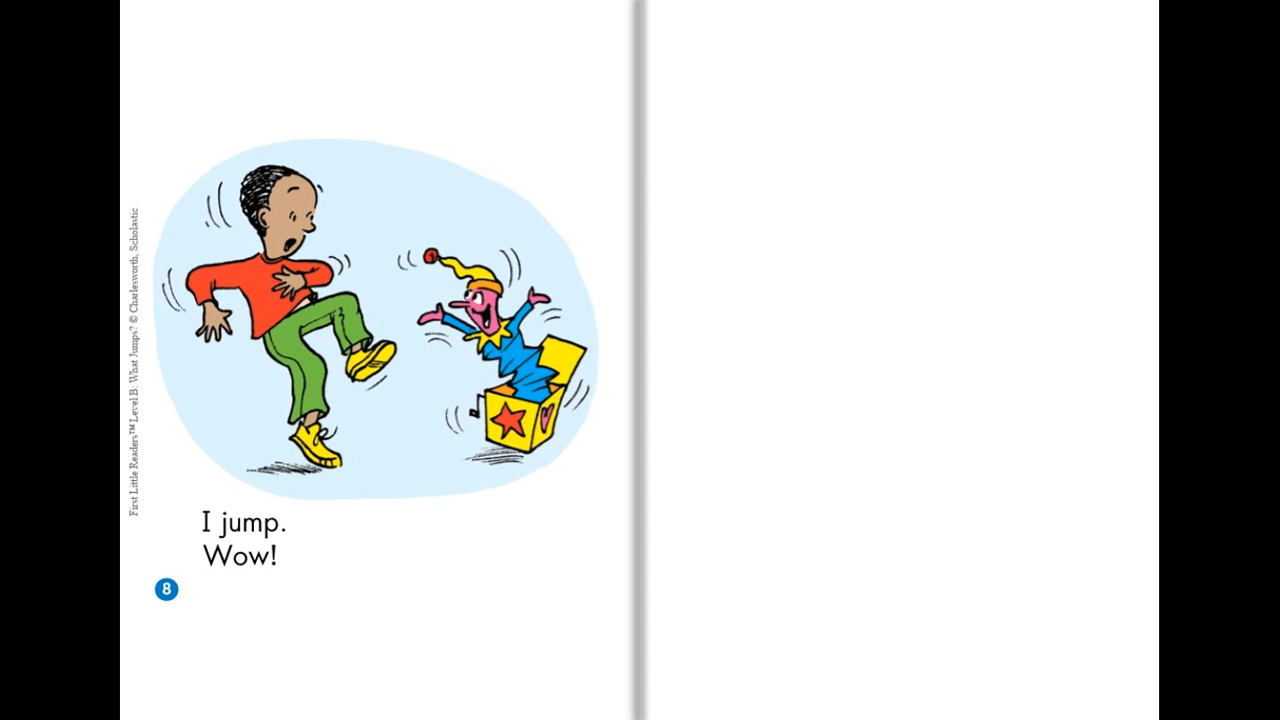 First Little Readers™ Level B: What Jumps? © Charlesworth, Scholastic
I jump.
Wow!
8